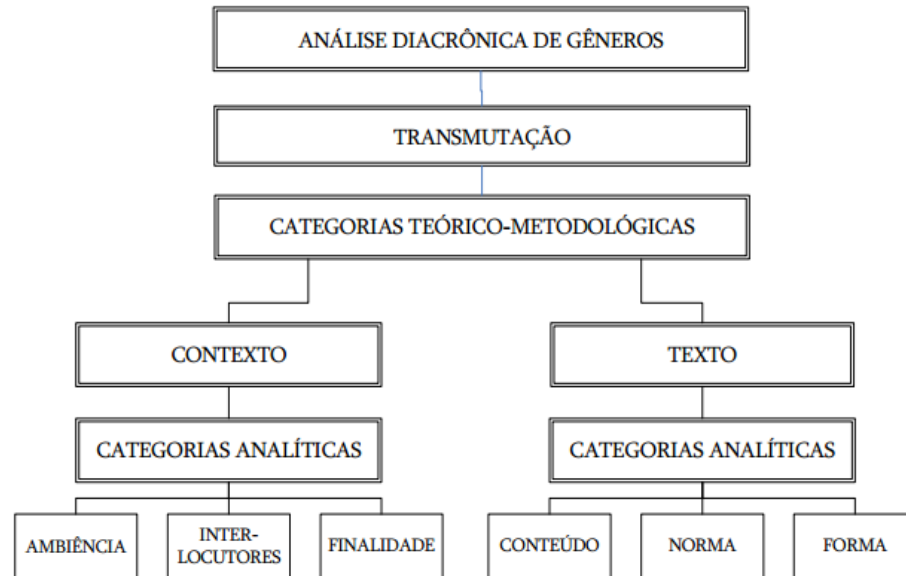 ANÁLISE DIACRÔNICA DE GÊNEROS
TRANSMUTAÇÃO
CATEGORIAS TEÓRICO-METODOLÓGICAS
CONTEXTO
TEXTO
CATEGORIAS ANALÍTICAS
CATEGORIAS ANALÍTICAS
AMBIÊNCIA
INTER-
LOCUTORES
FINALIDADE
CONTEÚDO
NORMA
FORMA